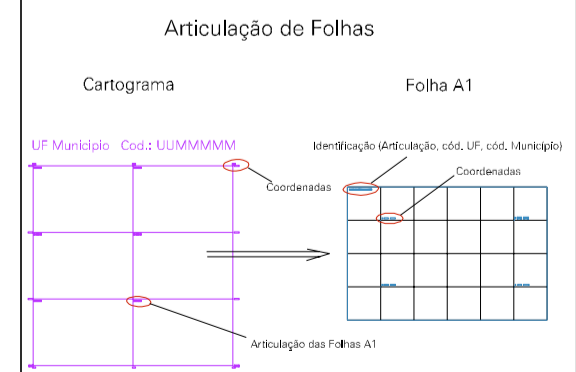 Articulação de Folhas
Cartograma
Folha A1
UF Municipio Cod.: UUMMMMM
Identificação (Artículação, cód. UF, cód. Município)
Coordenadas
Coordenadas
Articulação das Folhas A1